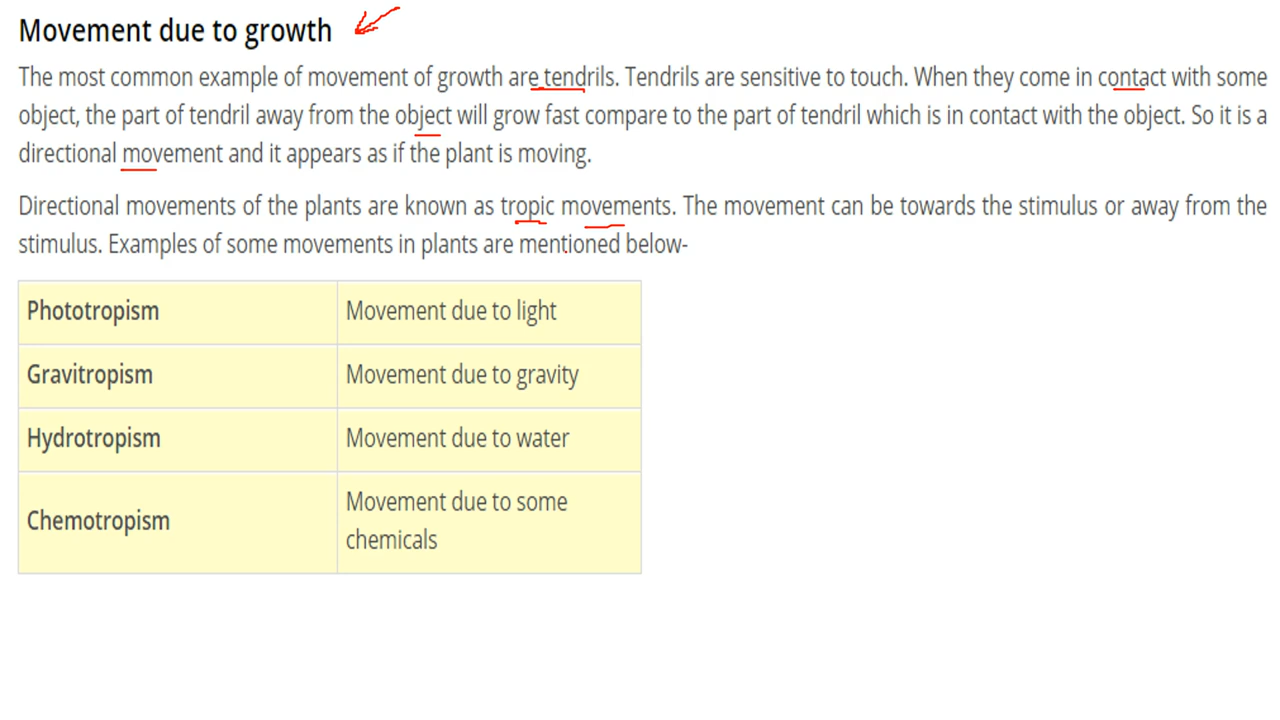 Movement due to growth
The most common example of movement of growth are tendrils. Tendrils are sensitive to touch. When they come in contact with some
object, the part of tendril away from the object will grow fast compare to the part of tendril which is in contact with the object. So it is a
directional movement and it appears as if the plant is moving.
Directional movements of the plants are known as tropic movements. The movement can be towards the stimulus or away from the
stimulus. Examples of some movements in plants are mentioned below-
Phototropism Movement due to light
Gravitropism Movement due to gravity
Hydrotropism Movement due to water
Chemotropism Movement due to some
chemicals